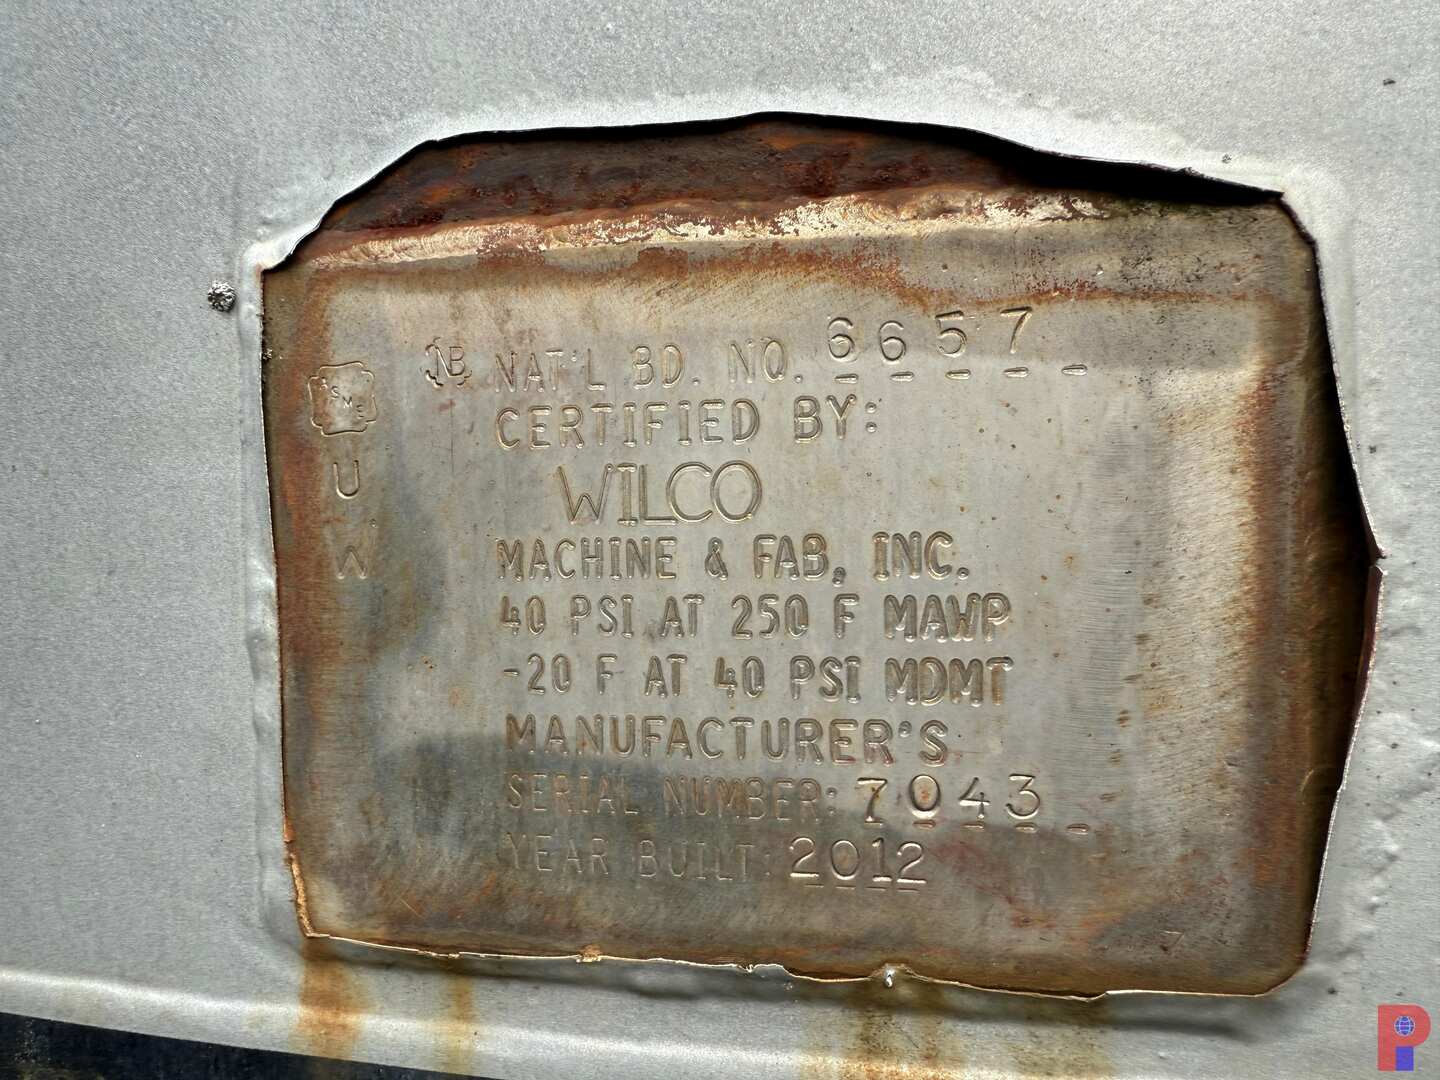 NB NAT'L BD. NO. 6657
ASME
CERTIFIED BY:
U
WILCO
W
MACHINE & FAB, INC.
40 PSI AT 250 F MAWP
-20 F AT 40 PSI MDMT
MANUFACTURER'S
SERIAL NUMBER: 7043
YEAR BUILT: 2012